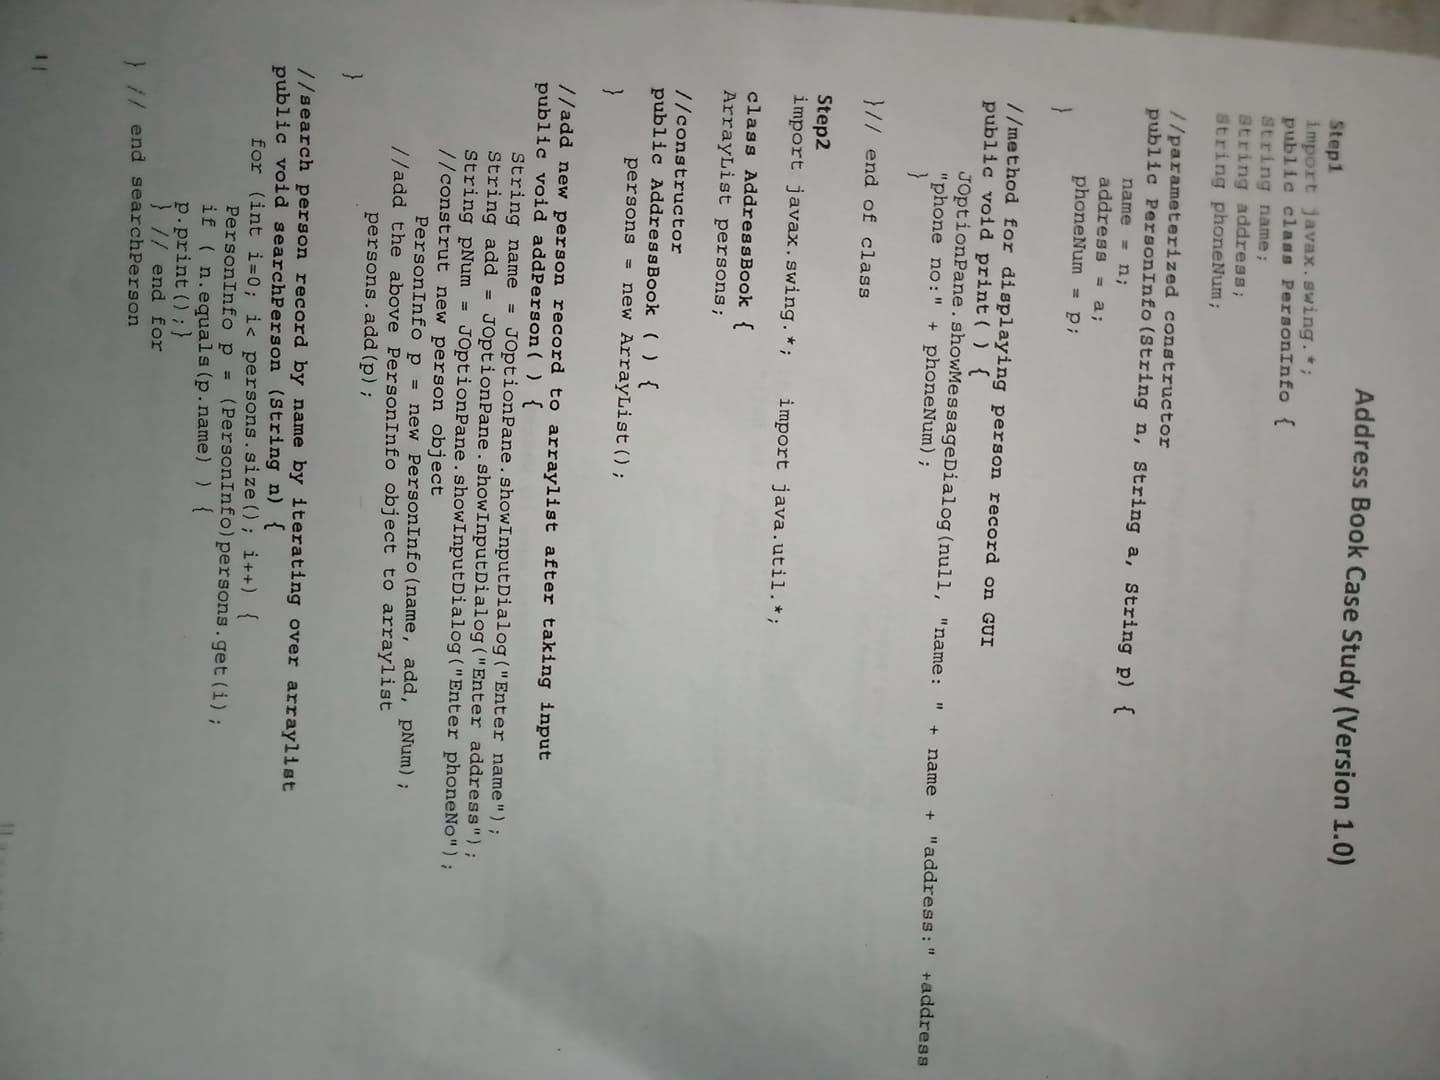 Address Book Case Study (Version 1.0)
Step1
import javax.swing.*;
public class PersonInfo {
String name;
String address;
String phoneNum;
//parameterized constructor
public PersonInfo(String n, String a, String p) {
name = n;
address = a;
phoneNum = p;
}
//method for displaying person record on GUI
public void print( ) {
JOptionPane.showMessageDialog(null, "name: " + name + "address:" +address
"phone no:" + phoneNum);
}
}// end of class
Step2
import javax.swing.*; import java.util.*;
class AddressBook {
ArrayList persons;
//constructor
public AddressBook ( ) {
persons = new ArrayList();
}
//add new person record to arraylist after taking input
public void addPerson( ) {
String name = JOptionPane.showInputDialog("Enter name");
String add = JOptionPane.showInputDialog("Enter address");
String pNum = JOptionPane.showInputDialog("Enter phoneNo");
//construt new person object
PersonInfo p = new PersonInfo(name, add, pNum);
//add the above PersonInfo object to arraylist
persons.add(p);
}
//search person record by name by iterating over arraylist
public void searchPerson (String n) {
for (int i=0; i< persons.size(); i++) {
PersonInfo p = (PersonInfo)persons.get(i);
if ( n.equals(p.name) ) {
p.print();}
} // end for
} // end searchPerson
1|